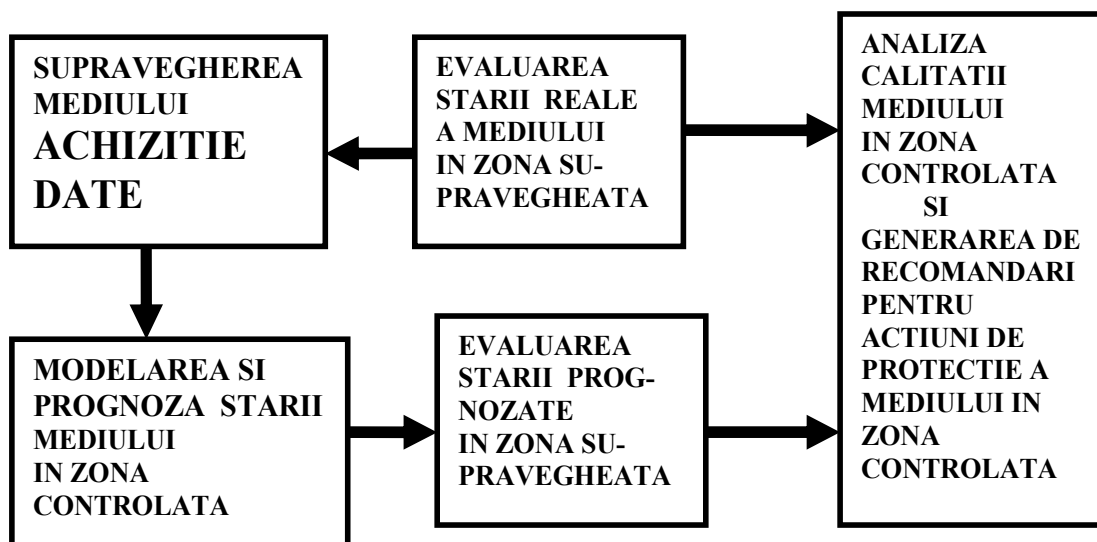 SUPRAVEGHEREA
MEDIULUI
ACHIZITIE
DATE
EVALUAREA
STARII REALE
A MEDIULUI
IN ZONA SU-
PRAVEGHEATA
ANALIZA
CALITATII
MEDIULUI
IN ZONA
CONTROLATA
SI
GENERAREA DE
RECOMANDARI
PENTRU
ACTIUNI DE
PROTECTIE A
MEDIULUI IN
ZONA
CONTROLATA
MODELAREA SI
PROGNOZA STARII
MEDIULUI
IN ZONA
CONTROLATA
EVALUAREA
STARII PROG-
NOZATE
IN ZONA SU-
PRAVEGHEATA